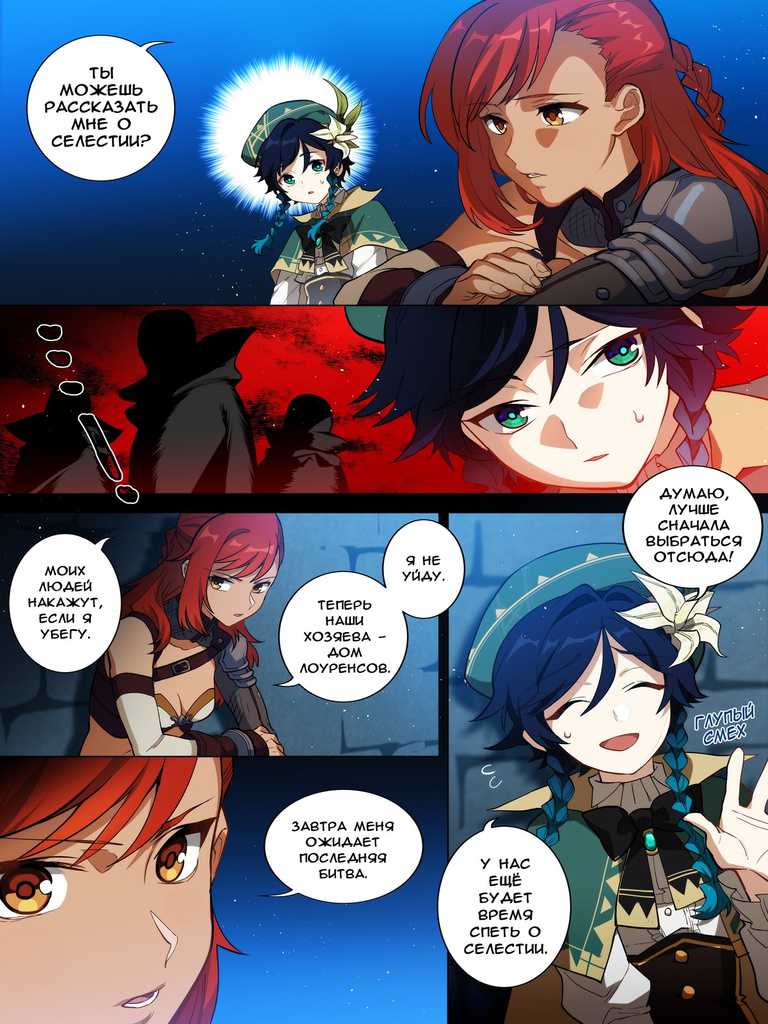 ТЫ
МОЖЕШЬ
РАССКАЗАТЬ
МНЕ О
СЕЛЕСТИИ?
ДУМАЮ,
ЛУЧШЕ
СНАЧАЛА
ВЫБРАТЬСЯ
ОТСЮДА!
ГЛУПЫЙ
СМЕХ
У НАС
ЕЩЁ
БУДЕТ
ВРЕМЯ
СПЕТЬ О
СЕЛЕСТИИ.
Я НЕ
УЙДУ.
ТЕПЕРЬ
НАШИ
ХОЗЯЕВА –
ДОМ
ЛОУРЕНСОВ.
МОИХ
ЛЮДЕЙ
НАКАЖУТ,
ЕСЛИ Я
УБЕГУ.
ЗАВТРА МЕНЯ
ОЖИДАЕТ
ПОСЛЕДНЯЯ
БИТВА.